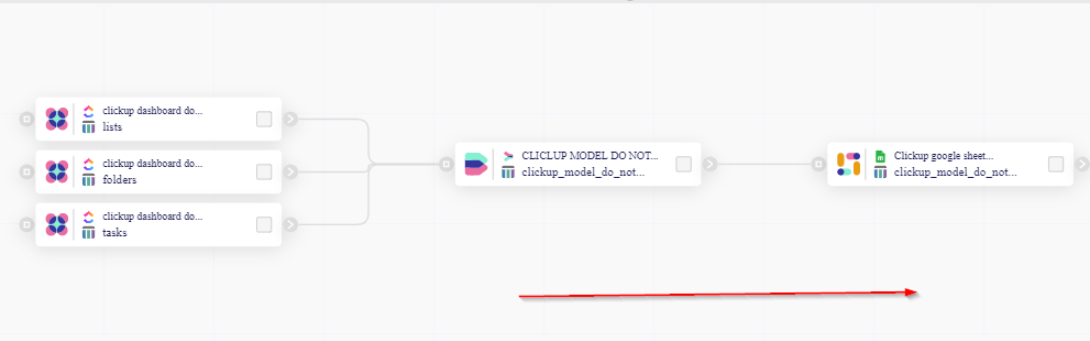 clickup dashboard do...
lists
clickup dashboard do...
folders
clickup dashboard do...
tasks
CLICLUP MODEL DO NOT...
clickup_model_do_not...
Clickup google sheet...
clickup_model_do_not...